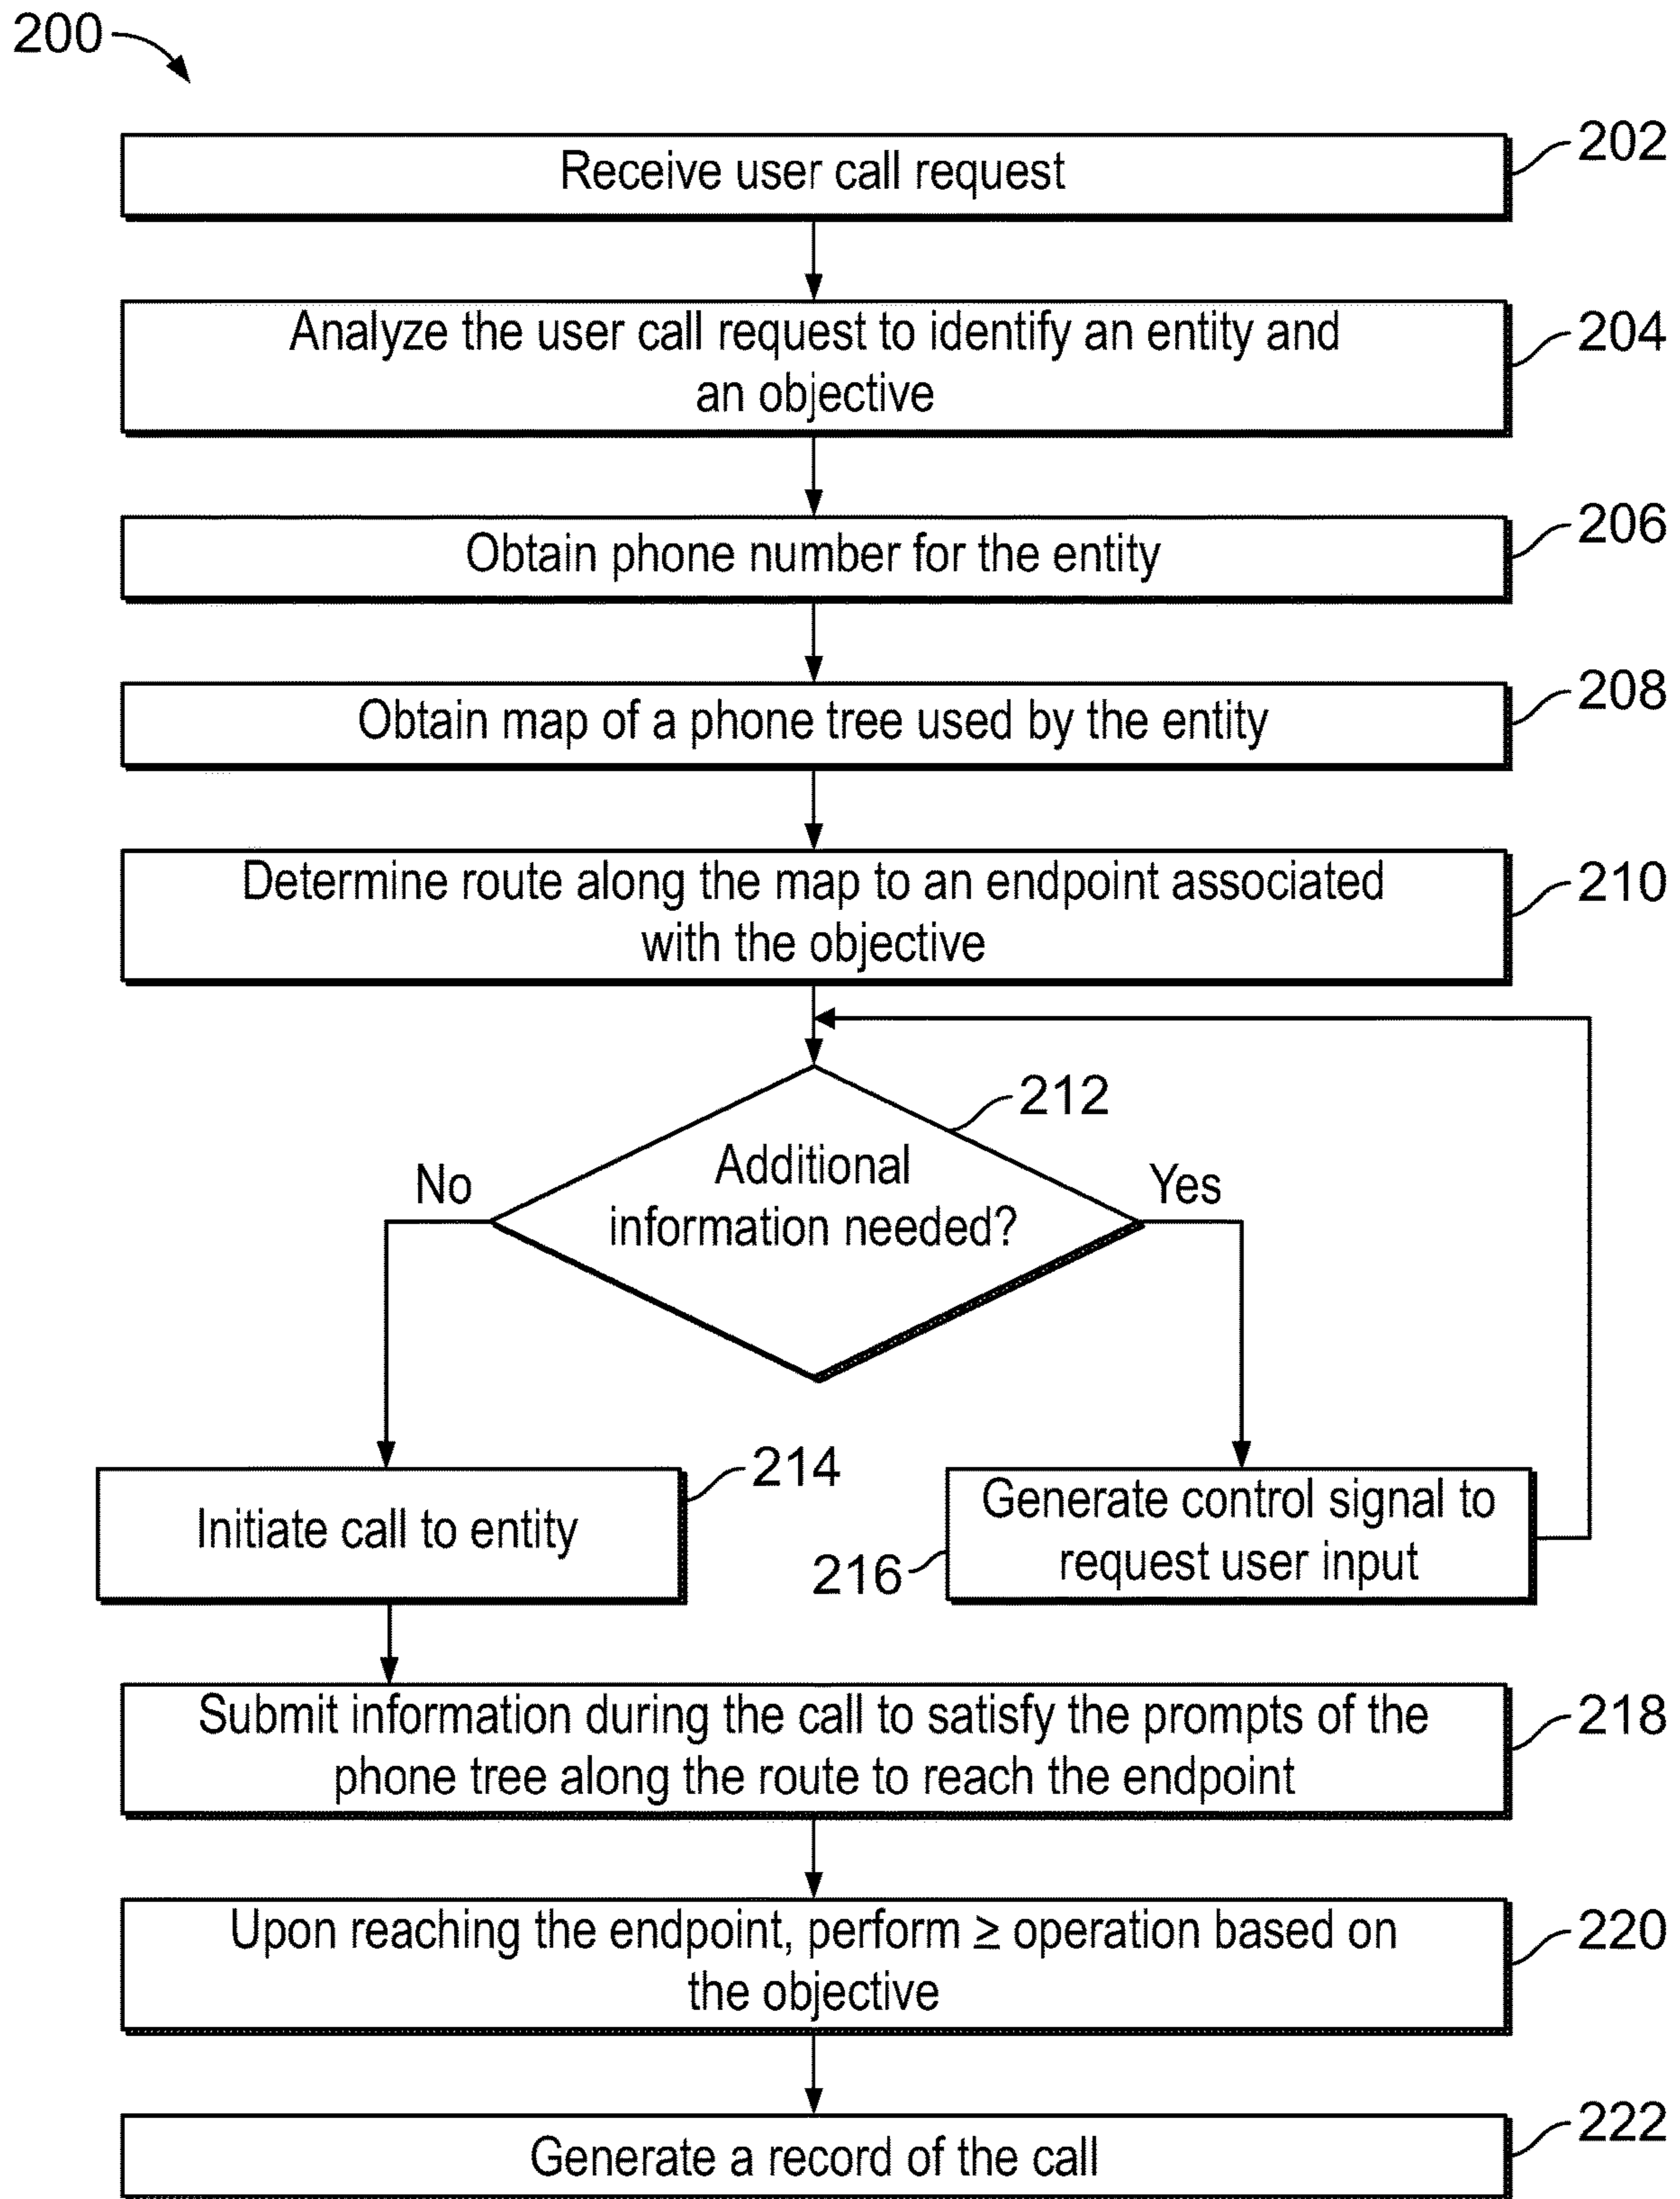 200
Receive user call request
202
Analyze the user call request to identify an entity and
an objective
204
Obtain phone number for the entity
206
Obtain map of a phone tree used by the entity
208
Determine route along the map to an endpoint associated
with the objective
210
212
Additional
information needed?
No
Yes
Initiate call to entity
214
Generate control signal to
request user input
216
Submit information during the call to satisfy the prompts of the
phone tree along the route to reach the endpoint
218
Upon reaching the endpoint, perform ≥ operation based on
the objective
220
Generate a record of the call
222